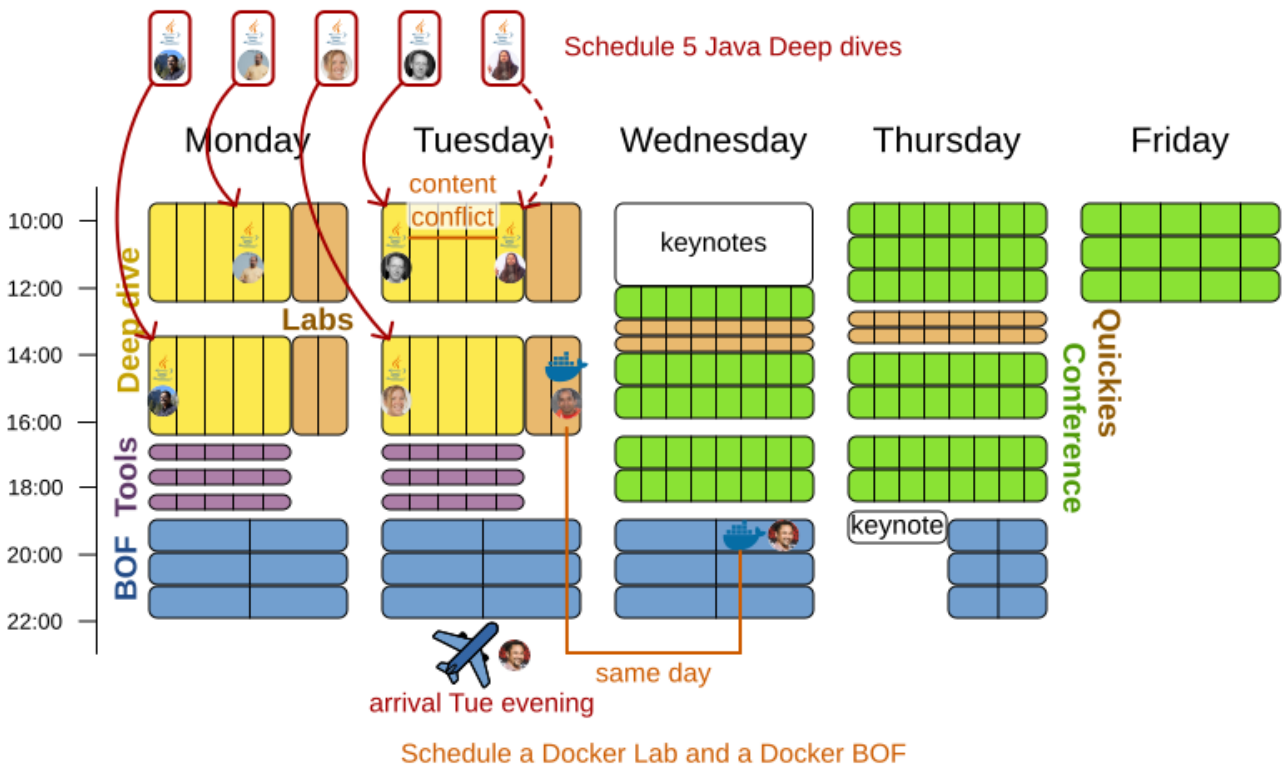 Schedule 5 Java Deep dives
Monday
Tuesday
Wednesday
Thursday
Friday
content
conflict
10:00
12:00
14:00
16:00
18:00
20:00
22:00
Deep dive
Labs
Tools
BOF
keynotes
keynote
Quickies
Conference
same day
arrival Tue evening
Schedule a Docker Lab and a Docker BOF